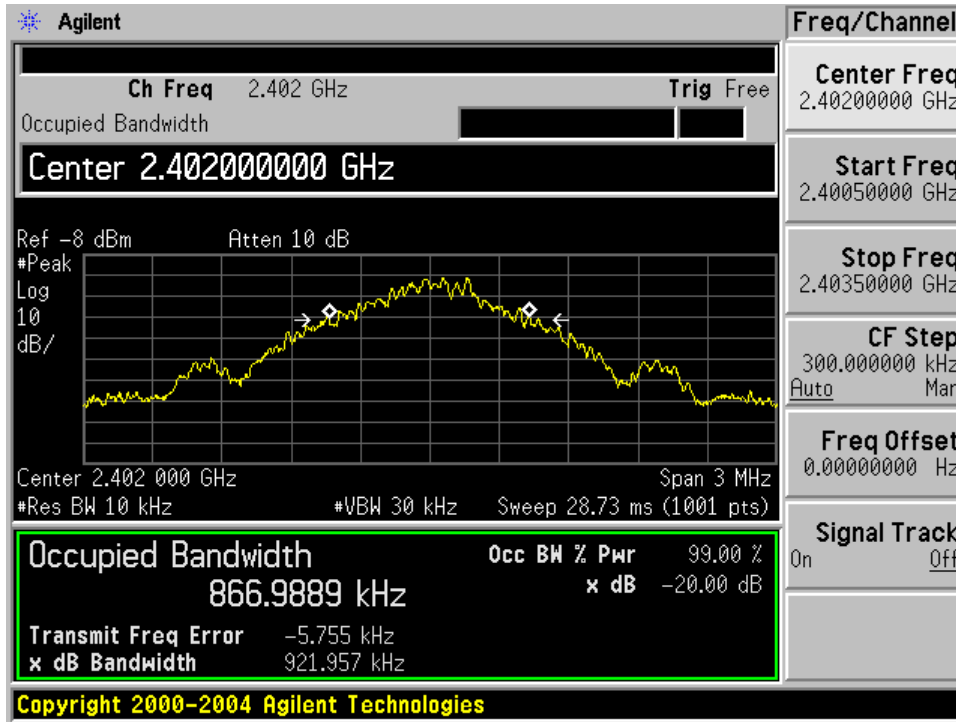 Agilent
Ch Freq 2.402 GHz Trig Free
Occupied Bandwidth
Center 2.402000000 GHz
Ref -8 dBm Atten 10 dB
#Peak
Log
10
dB/
Center 2.402 000 GHz Span 3 MHz
#Res BW 10 kHz #VBW 30 kHz Sweep 28.73 ms (1001 pts)
Occupied Bandwidth
866.9889 kHz
Occ BW % Pwr 99.00 %
x dB -20.00 dB
Transmit Freq Error -5.755 kHz
x dB Bandwidth 921.957 kHz
Copyright 2000-2004 Agilent Technologies
Freq/Channel
Center Freq
2.40200000 GHz
Start Freq
2.40050000 GHz
Stop Freq
2.40350000 GHz
CF Step
300.000000 kHz
Auto Man
Freq Offset
0.00000000 Hz
Signal Track
On Off